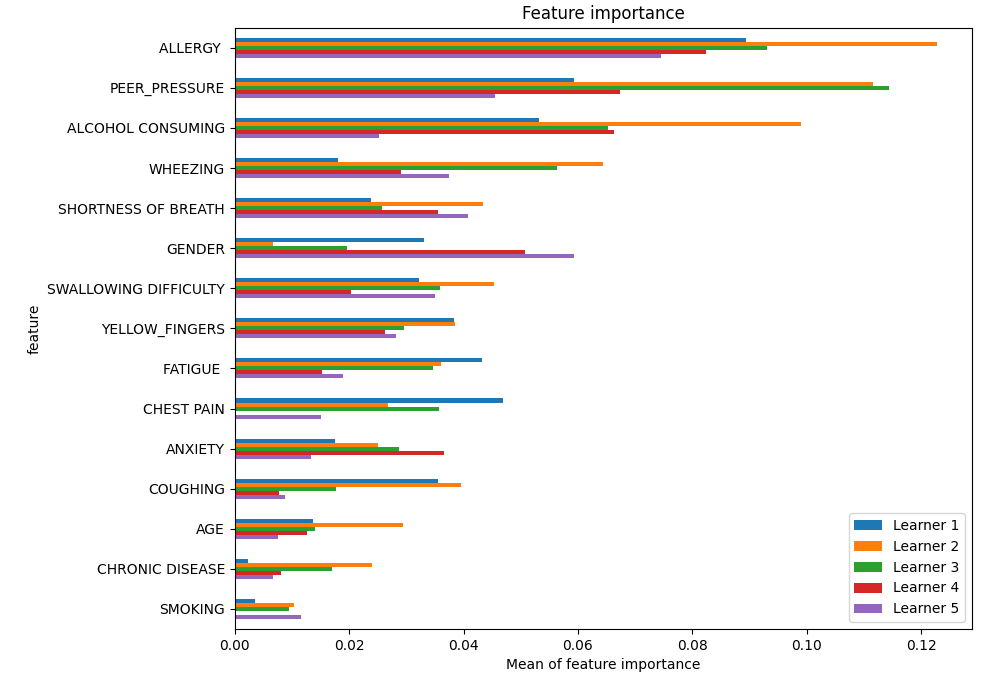 Feature importance
ALLERGY
PEER_PRESSURE
ALCOHOL CONSUMING
WHEEZING
SHORTNESS OF BREATH
GENDER
SWALLOWING DIFFICULTY
feature
YELLOW_FINGERS
FATIGUE
CHEST PAIN
ANXIETY
COUGHING
AGE
CHRONIC DISEASE
SMOKING
Learner 1
Learner 2
Learner 3
Learner 4
Learner 5
0.00 0.02 0.04 0.06 0.08 0.10 0.12
Mean of feature importance